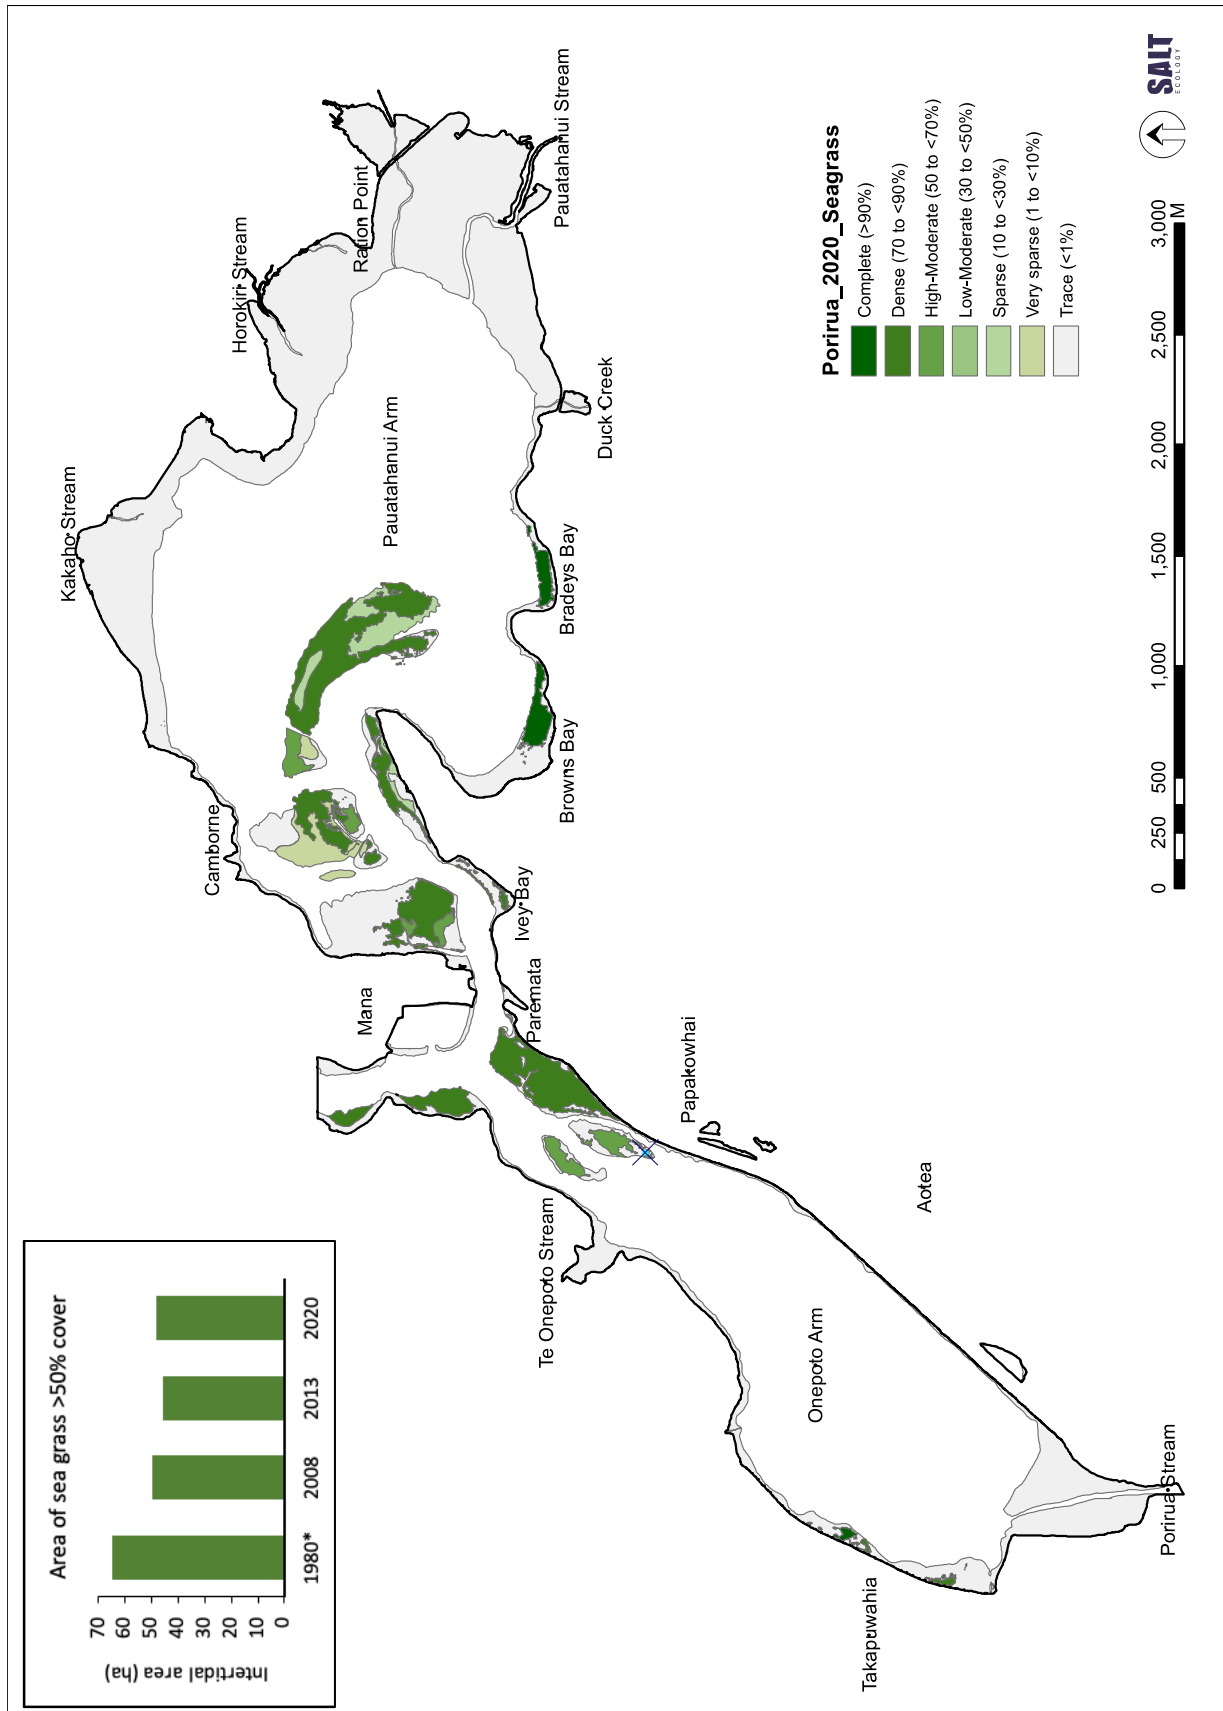 Area of sea grass >50% cover
Intertidal area (ha)
70
60
50
40
30
20
10
0
1980*
2008
2013
2020
Kakaho Stream
Horokiri Stream
Ration Point
Pauatahanui Stream
Camborne
Pauatahanui Arm
Mana
Duck Creek
Bradeys Bay
Browns Bay
Ivey Bay
Paremata
Papakowhai
Te Onepoto Stream
Aotea
Onepoto Arm
Takapuwahia
Porirua Stream
Porirua_2020_Seagrass
Complete (>90%)
Dense (70 to <90%)
High-Moderate (50 to <70%)
Low-Moderate (30 to <50%)
Sparse (10 to <30%)
Very sparse (1 to <10%)
Trace (<1%)
0 250 500 1,000 1,500 2,000 2,500 3,000
M
SALT
ECOLOGY